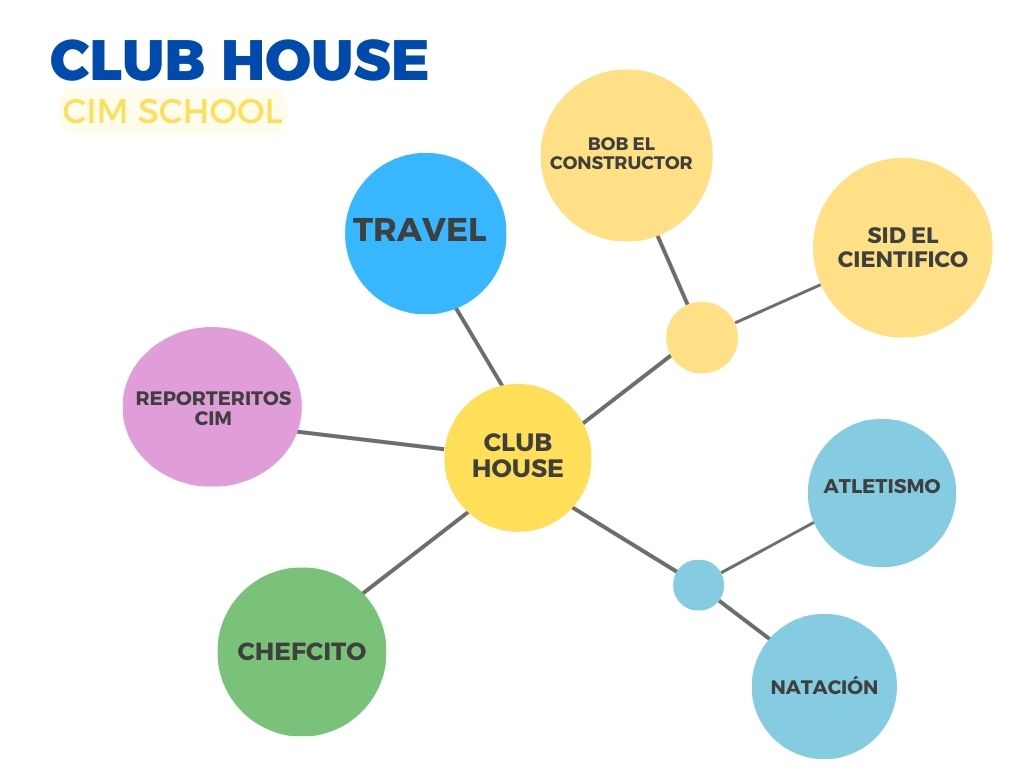 CLUB HOUSE
CIM SCHOOL
BOB EL
CONSTRUCTOR
TRAVEL
SID EL
CIENTIFICO
REPORTERITOS
CIM
CLUB
HOUSE
ATLETISMO
CHEFCITO
NATACIÓN